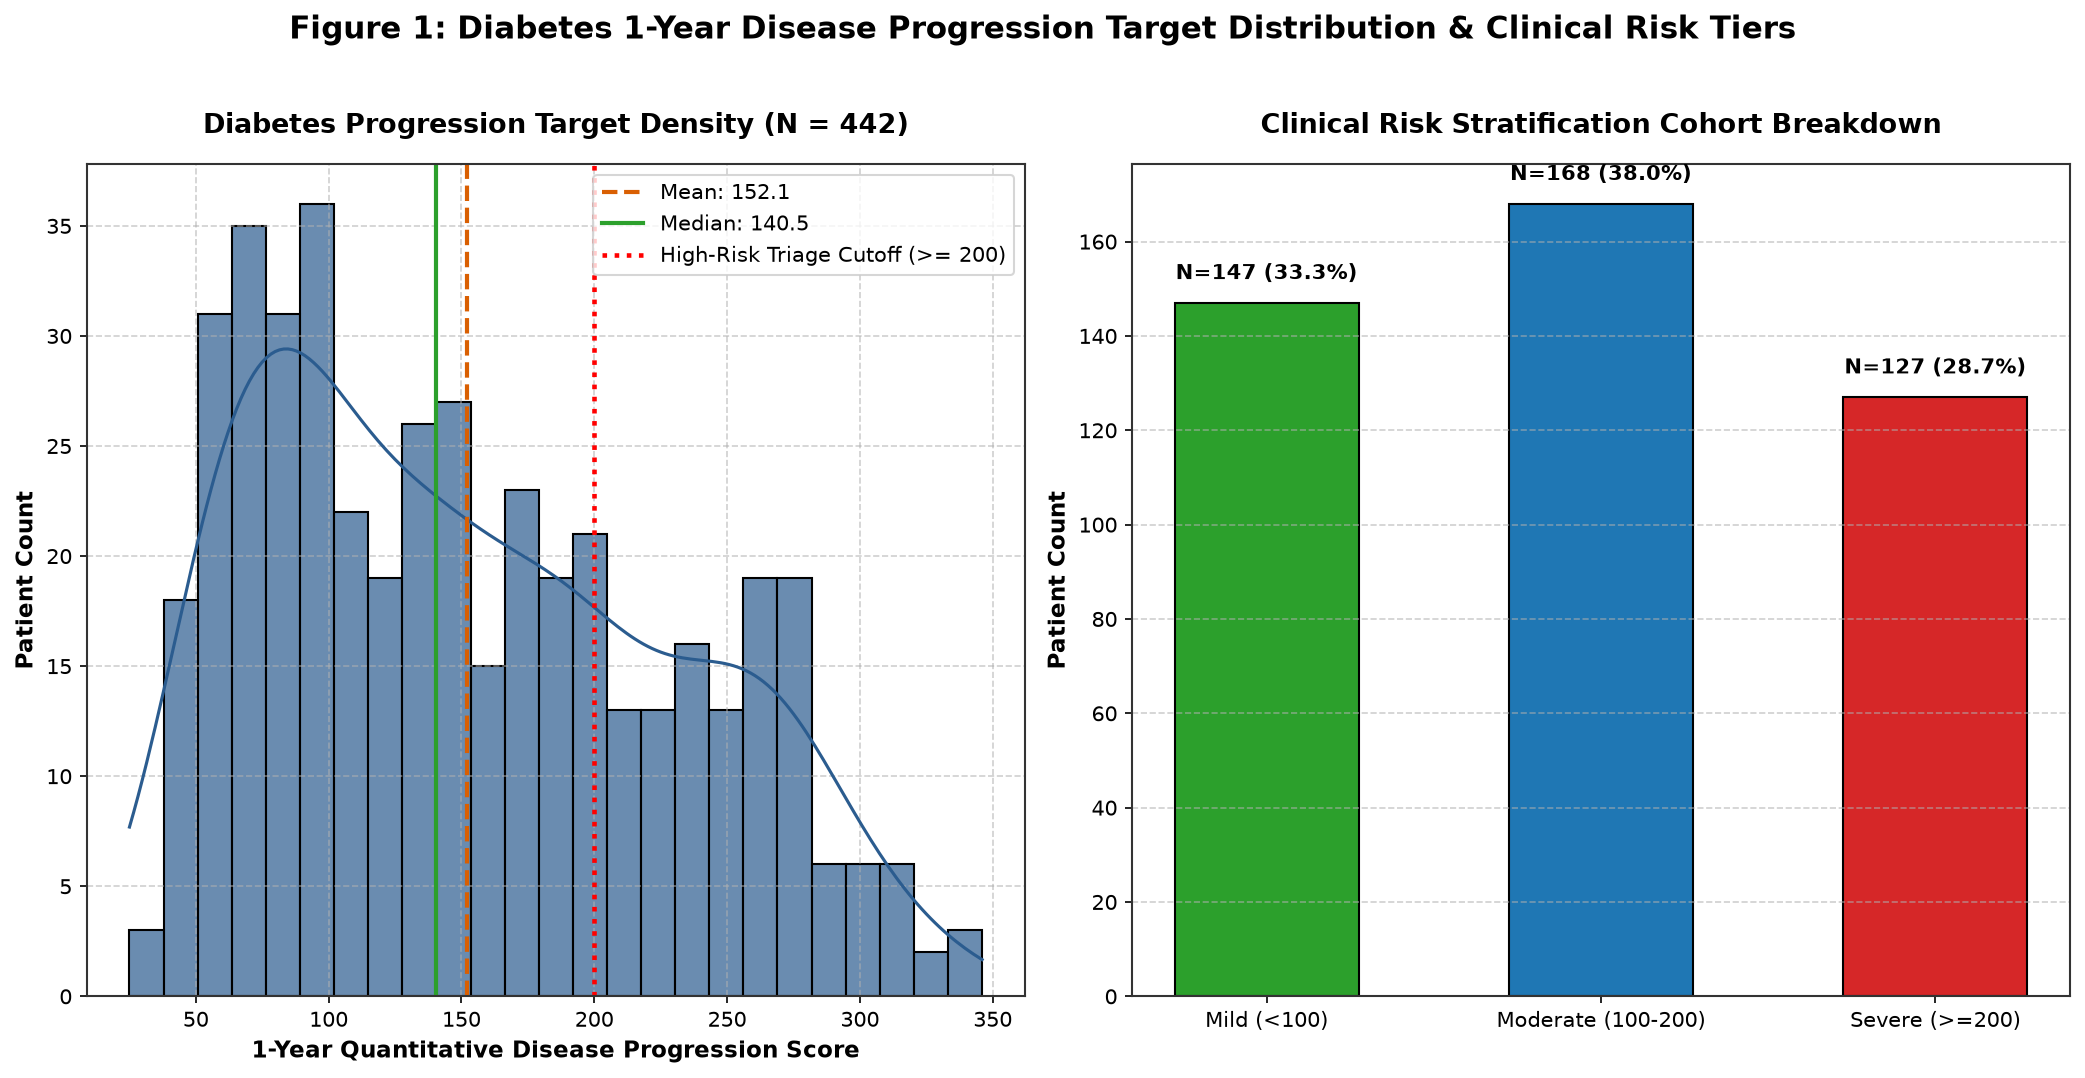 Figure 1: Diabetes 1-Year Disease Progression Target Distribution & Clinical Risk Tiers
Diabetes Progression Target Density (N = 442)
Mean: 152.1
Median: 140.5
High-Risk Triage Cutoff (>= 200)
Patient Count
35
30
25
20
15
10
5
0
50 100 150 200 250 300 350
1-Year Quantitative Disease Progression Score
Clinical Risk Stratification Cohort Breakdown
N=168 (38.0%)
N=147 (33.3%)
N=127 (28.7%)
Patient Count
160
140
120
100
80
60
40
20
0
Mild (<100) Moderate (100-200) Severe (>=200)